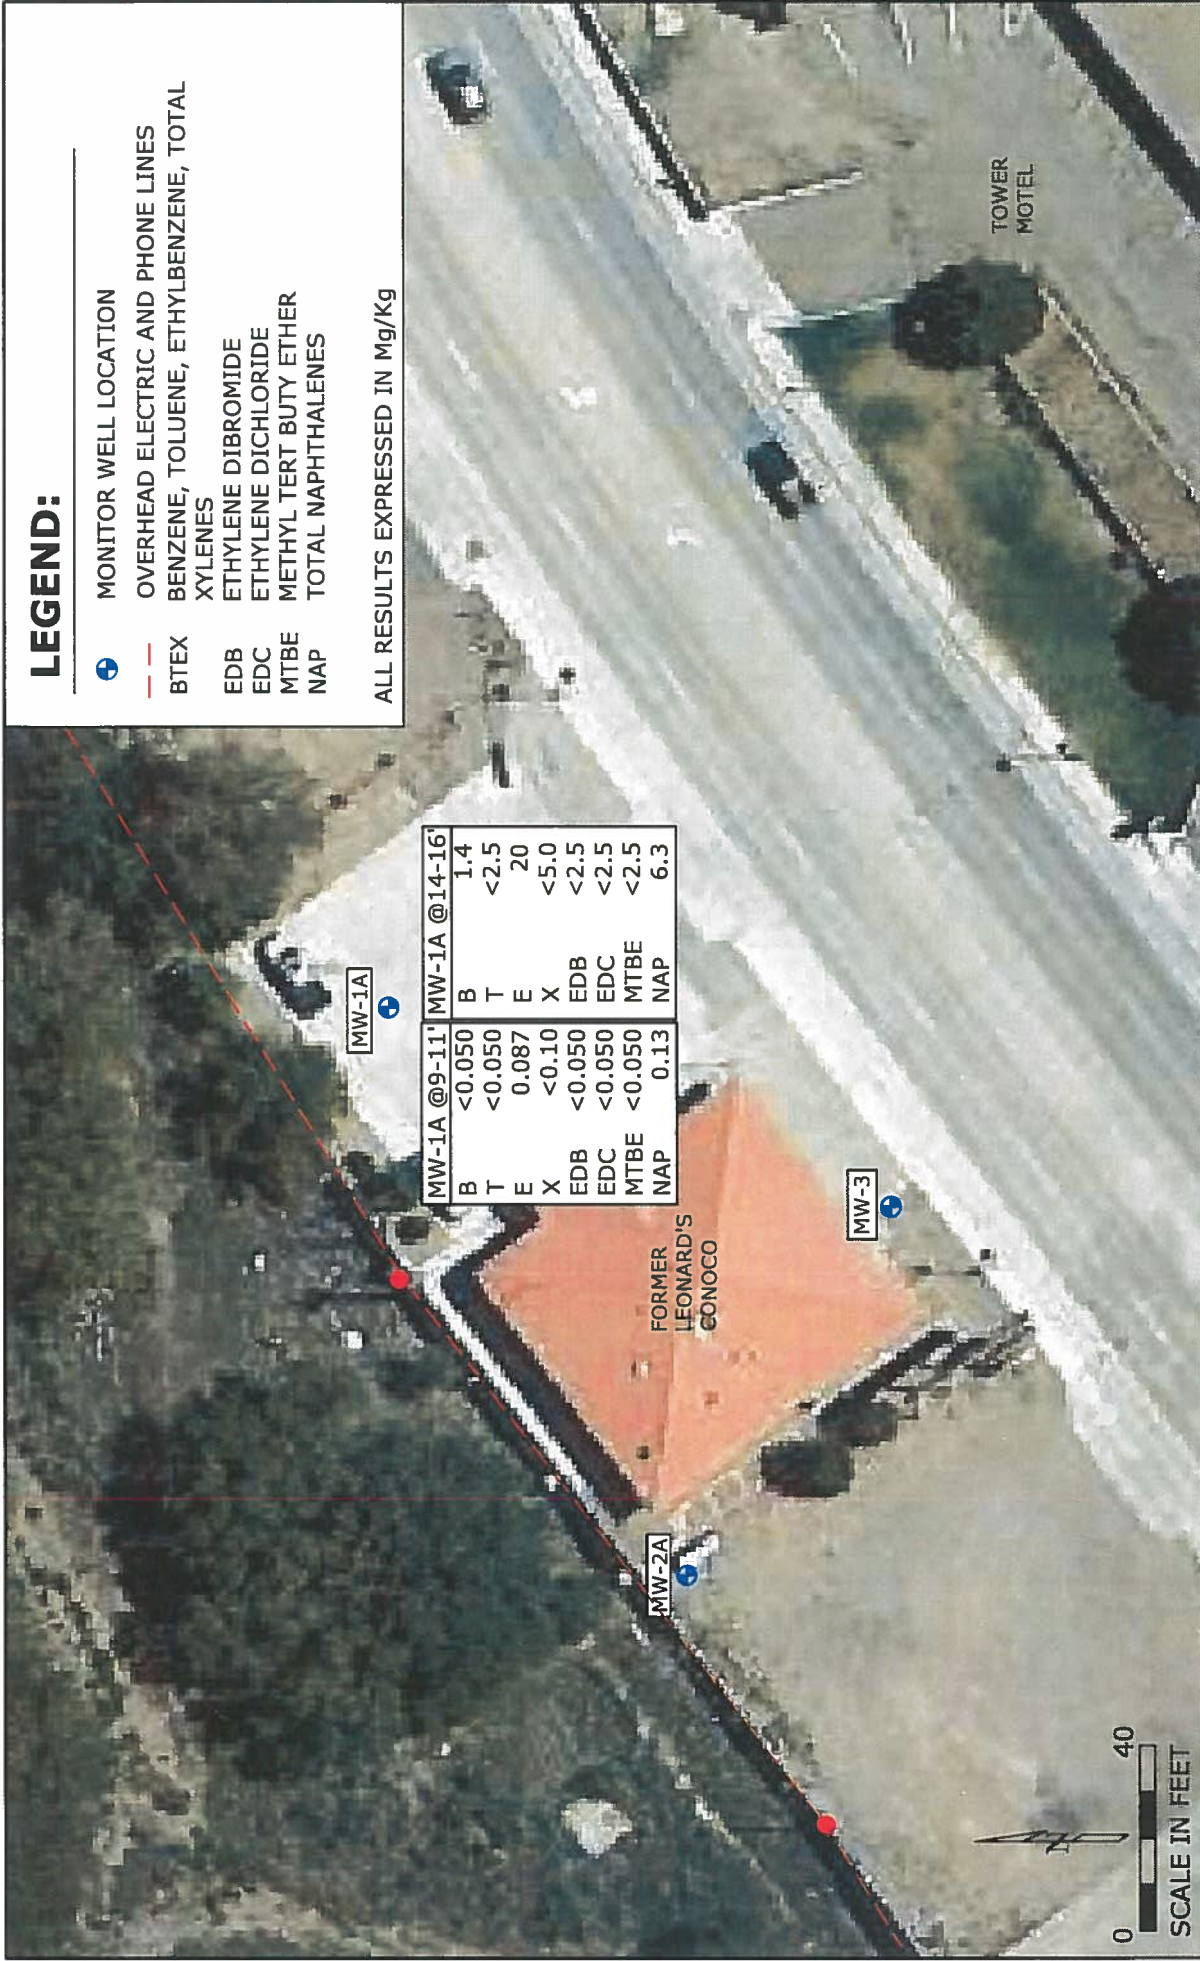 LEGEND:
MONITOR WELL LOCATION
OVERHEAD ELECTRIC AND PHONE LINES
BTEX BENZENE, TOLUENE, ETHYLBENZENE, TOTAL
XYLENES
EDB ETHYLENE DIBROMIDE
EDC ETHYLENE DICHLORIDE
MTBE METHYL TERT BUTY ETHER
NAP TOTAL NAPHTHALENES
ALL RESULTS EXPRESSED IN Mg/Kg
MW-1A
MW-1A @9-11'
B <0.050
T <0.050
E 0.087
X <0.10
EDB <0.050
EDC <0.050
MTBE <0.050
NAP 0.13
MW-1A @14-16'
B 1.4
T <2.5
E 20
X <5.0
EDB <2.5
EDC <2.5
MTBE <2.5
NAP 6.3
FORMER
LEONARD'S
CONOCO
MW-2A
MW-3
TOWER
MOTEL
N
0 40
SCALE IN FEET